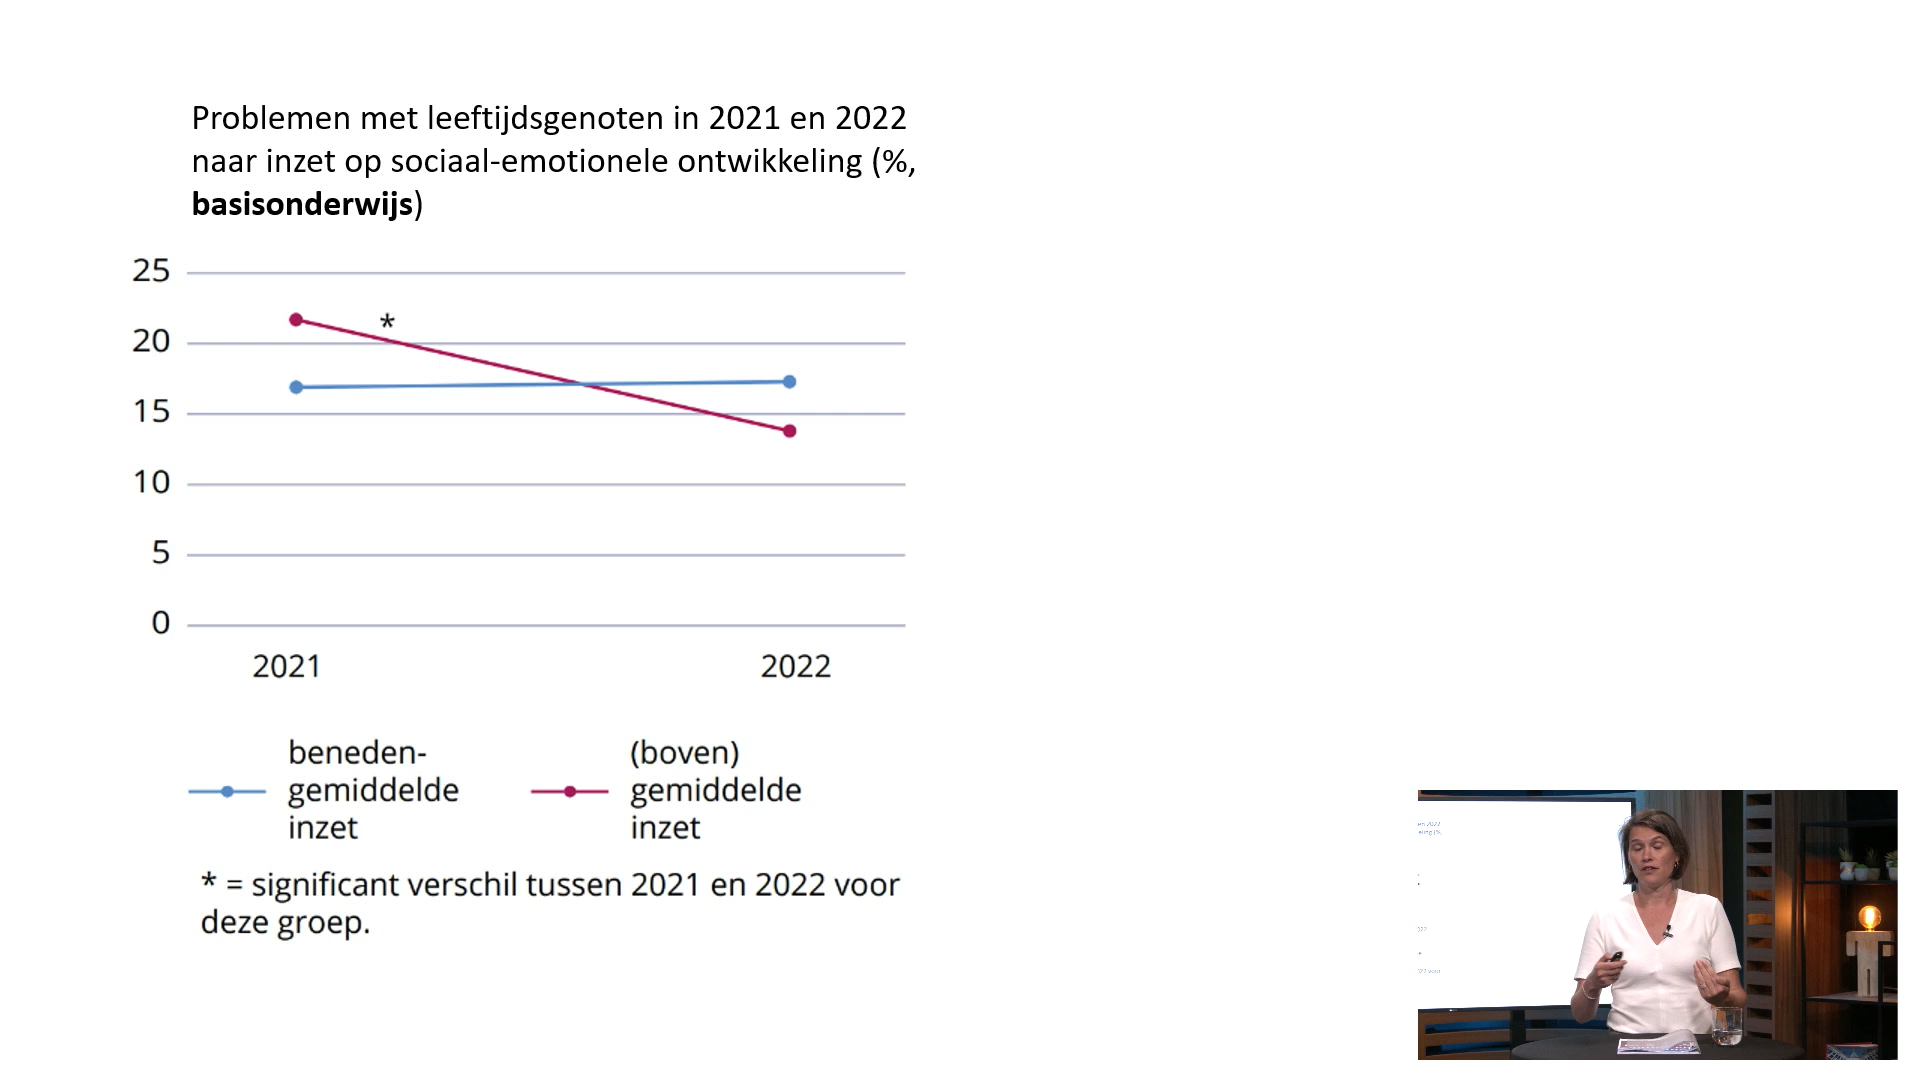 Problemen met leeftijdsgenoten in 2021 en 2022
naar inzet op sociaal-emotionele ontwikkeling (%,
basisonderwijs)
25
20
15
10
5
0
*
2021
2022
beneden-
gemiddelde
inzet
(boven)
gemiddelde
inzet
* = significant verschil tussen 2021 en 2022 voor
deze groep.